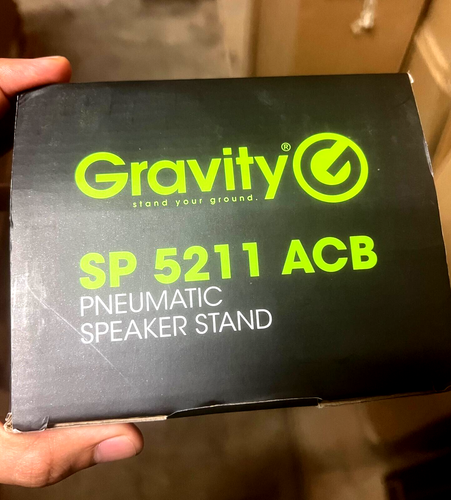 Gravity®
stand your ground.
SP 5211 ACB
PNEUMATIC
SPEAKER STAND